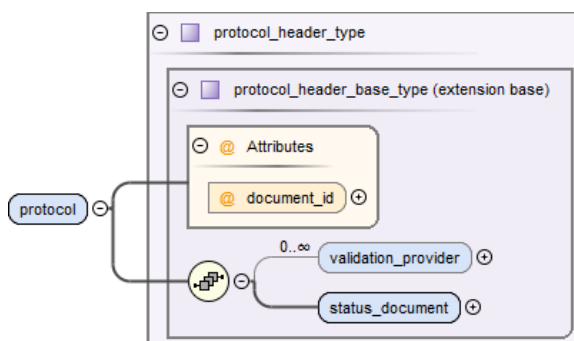 protocol_header_type
protocol_header_base_type (extension base)
@ Attributes
@ document_id
protocol
0..∞
validation_provider
status_document